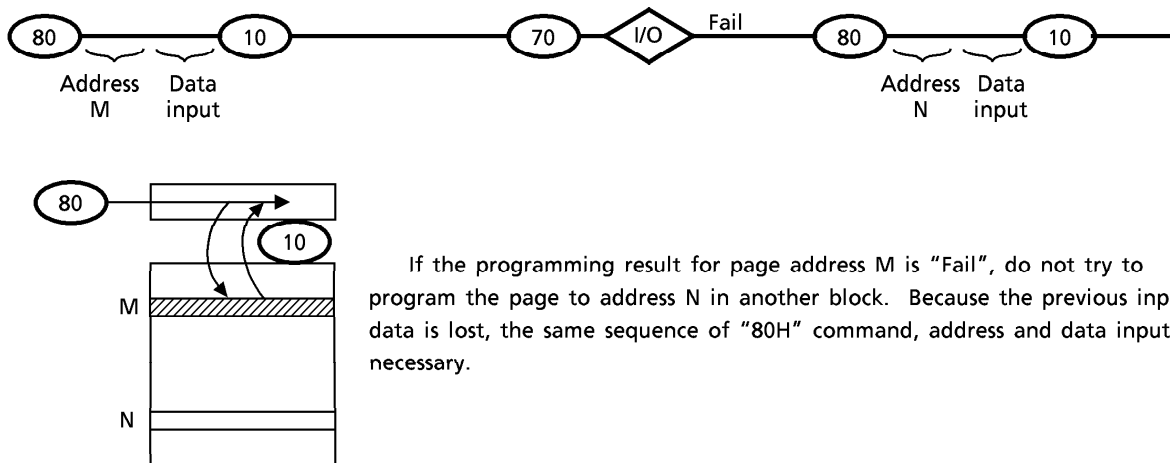 80 10 70 I/O Fail 80 10
Address Data Address Data
M input N input
80
10
If the programming result for page address M is “Fail”, do not try to
M program the page to address N in another block. Because the previous inp
data is lost, the same sequence of “80H” command, address and data input
necessary.
N